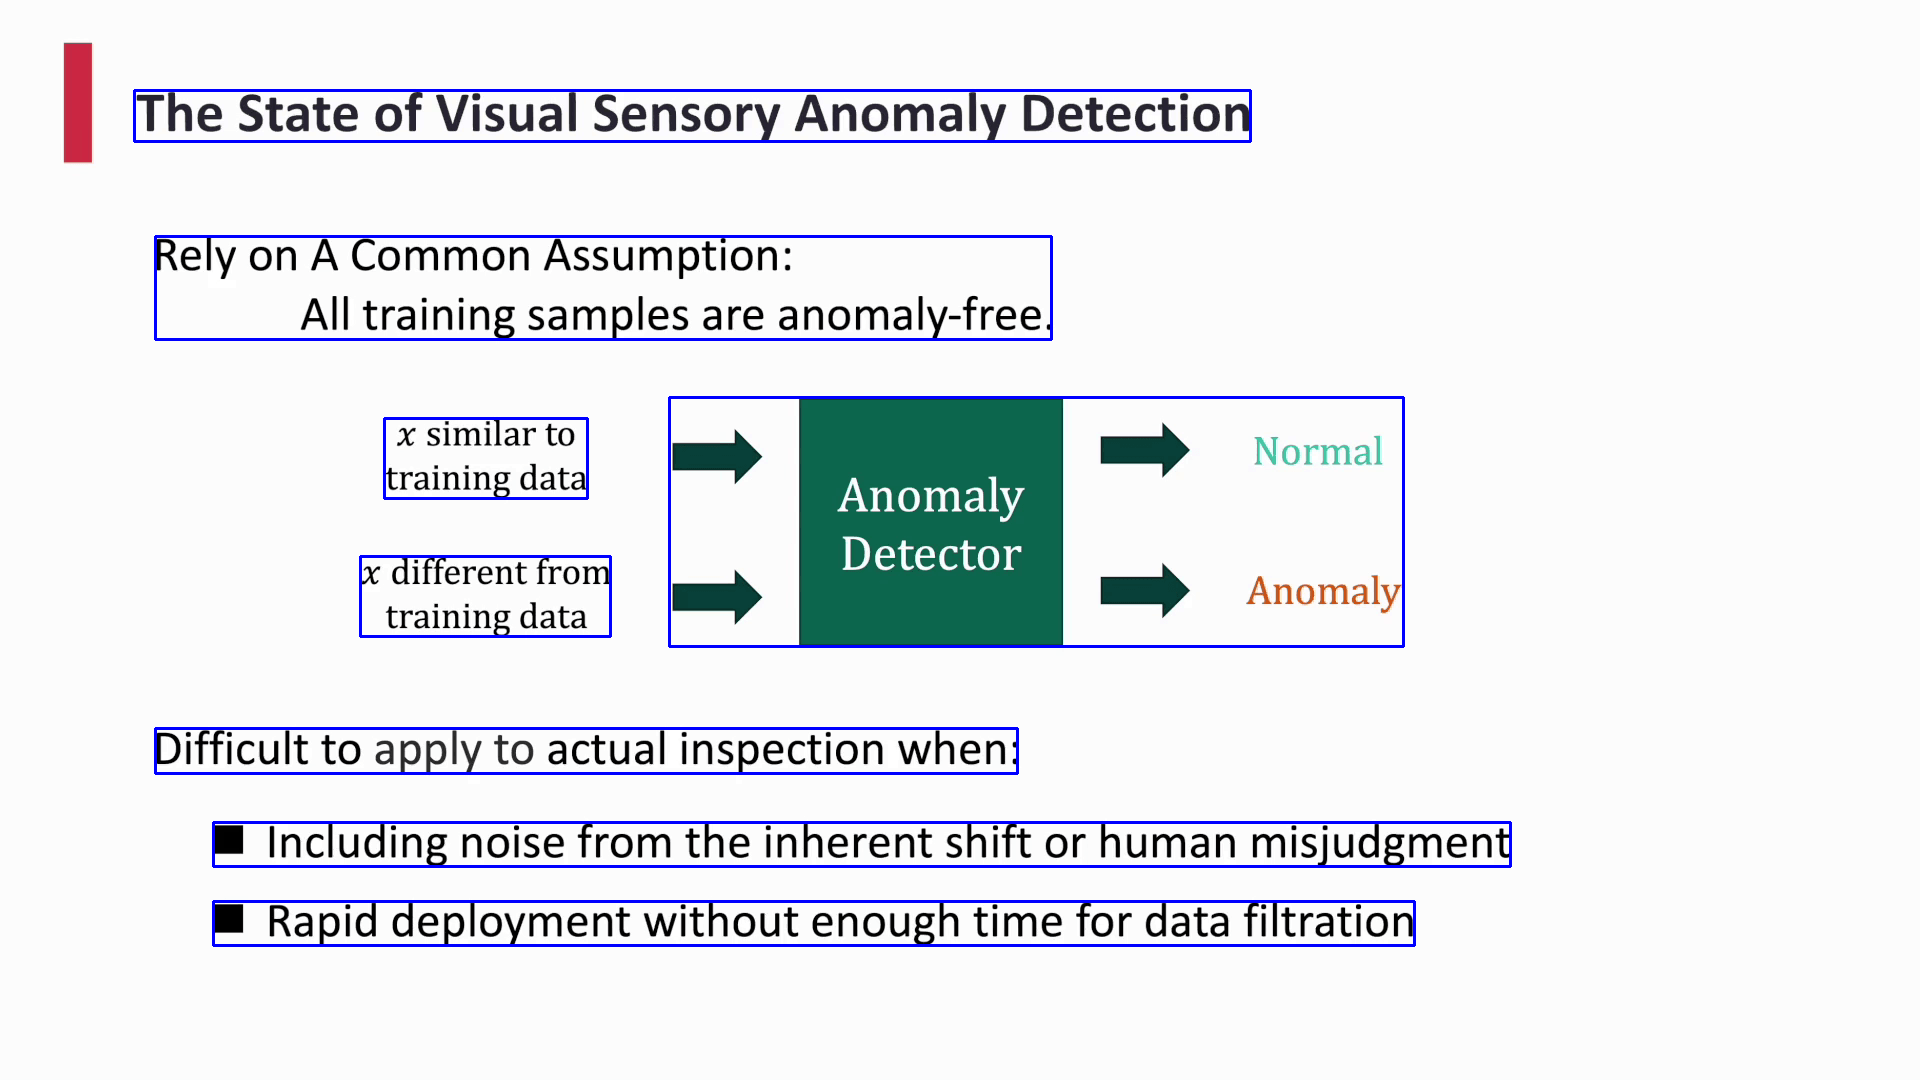 The State of Visual Sensory Anomaly Detection
Rely on A Common Assumption:
All training samples are anomaly-free.
x similar to
training data
x different from
training data
Anomaly
Detector
Normal
Anomaly
Difficult to apply to actual inspection when:
■ Including noise from the inherent shift or human misjudgment
■ Rapid deployment without enough time for data filtration